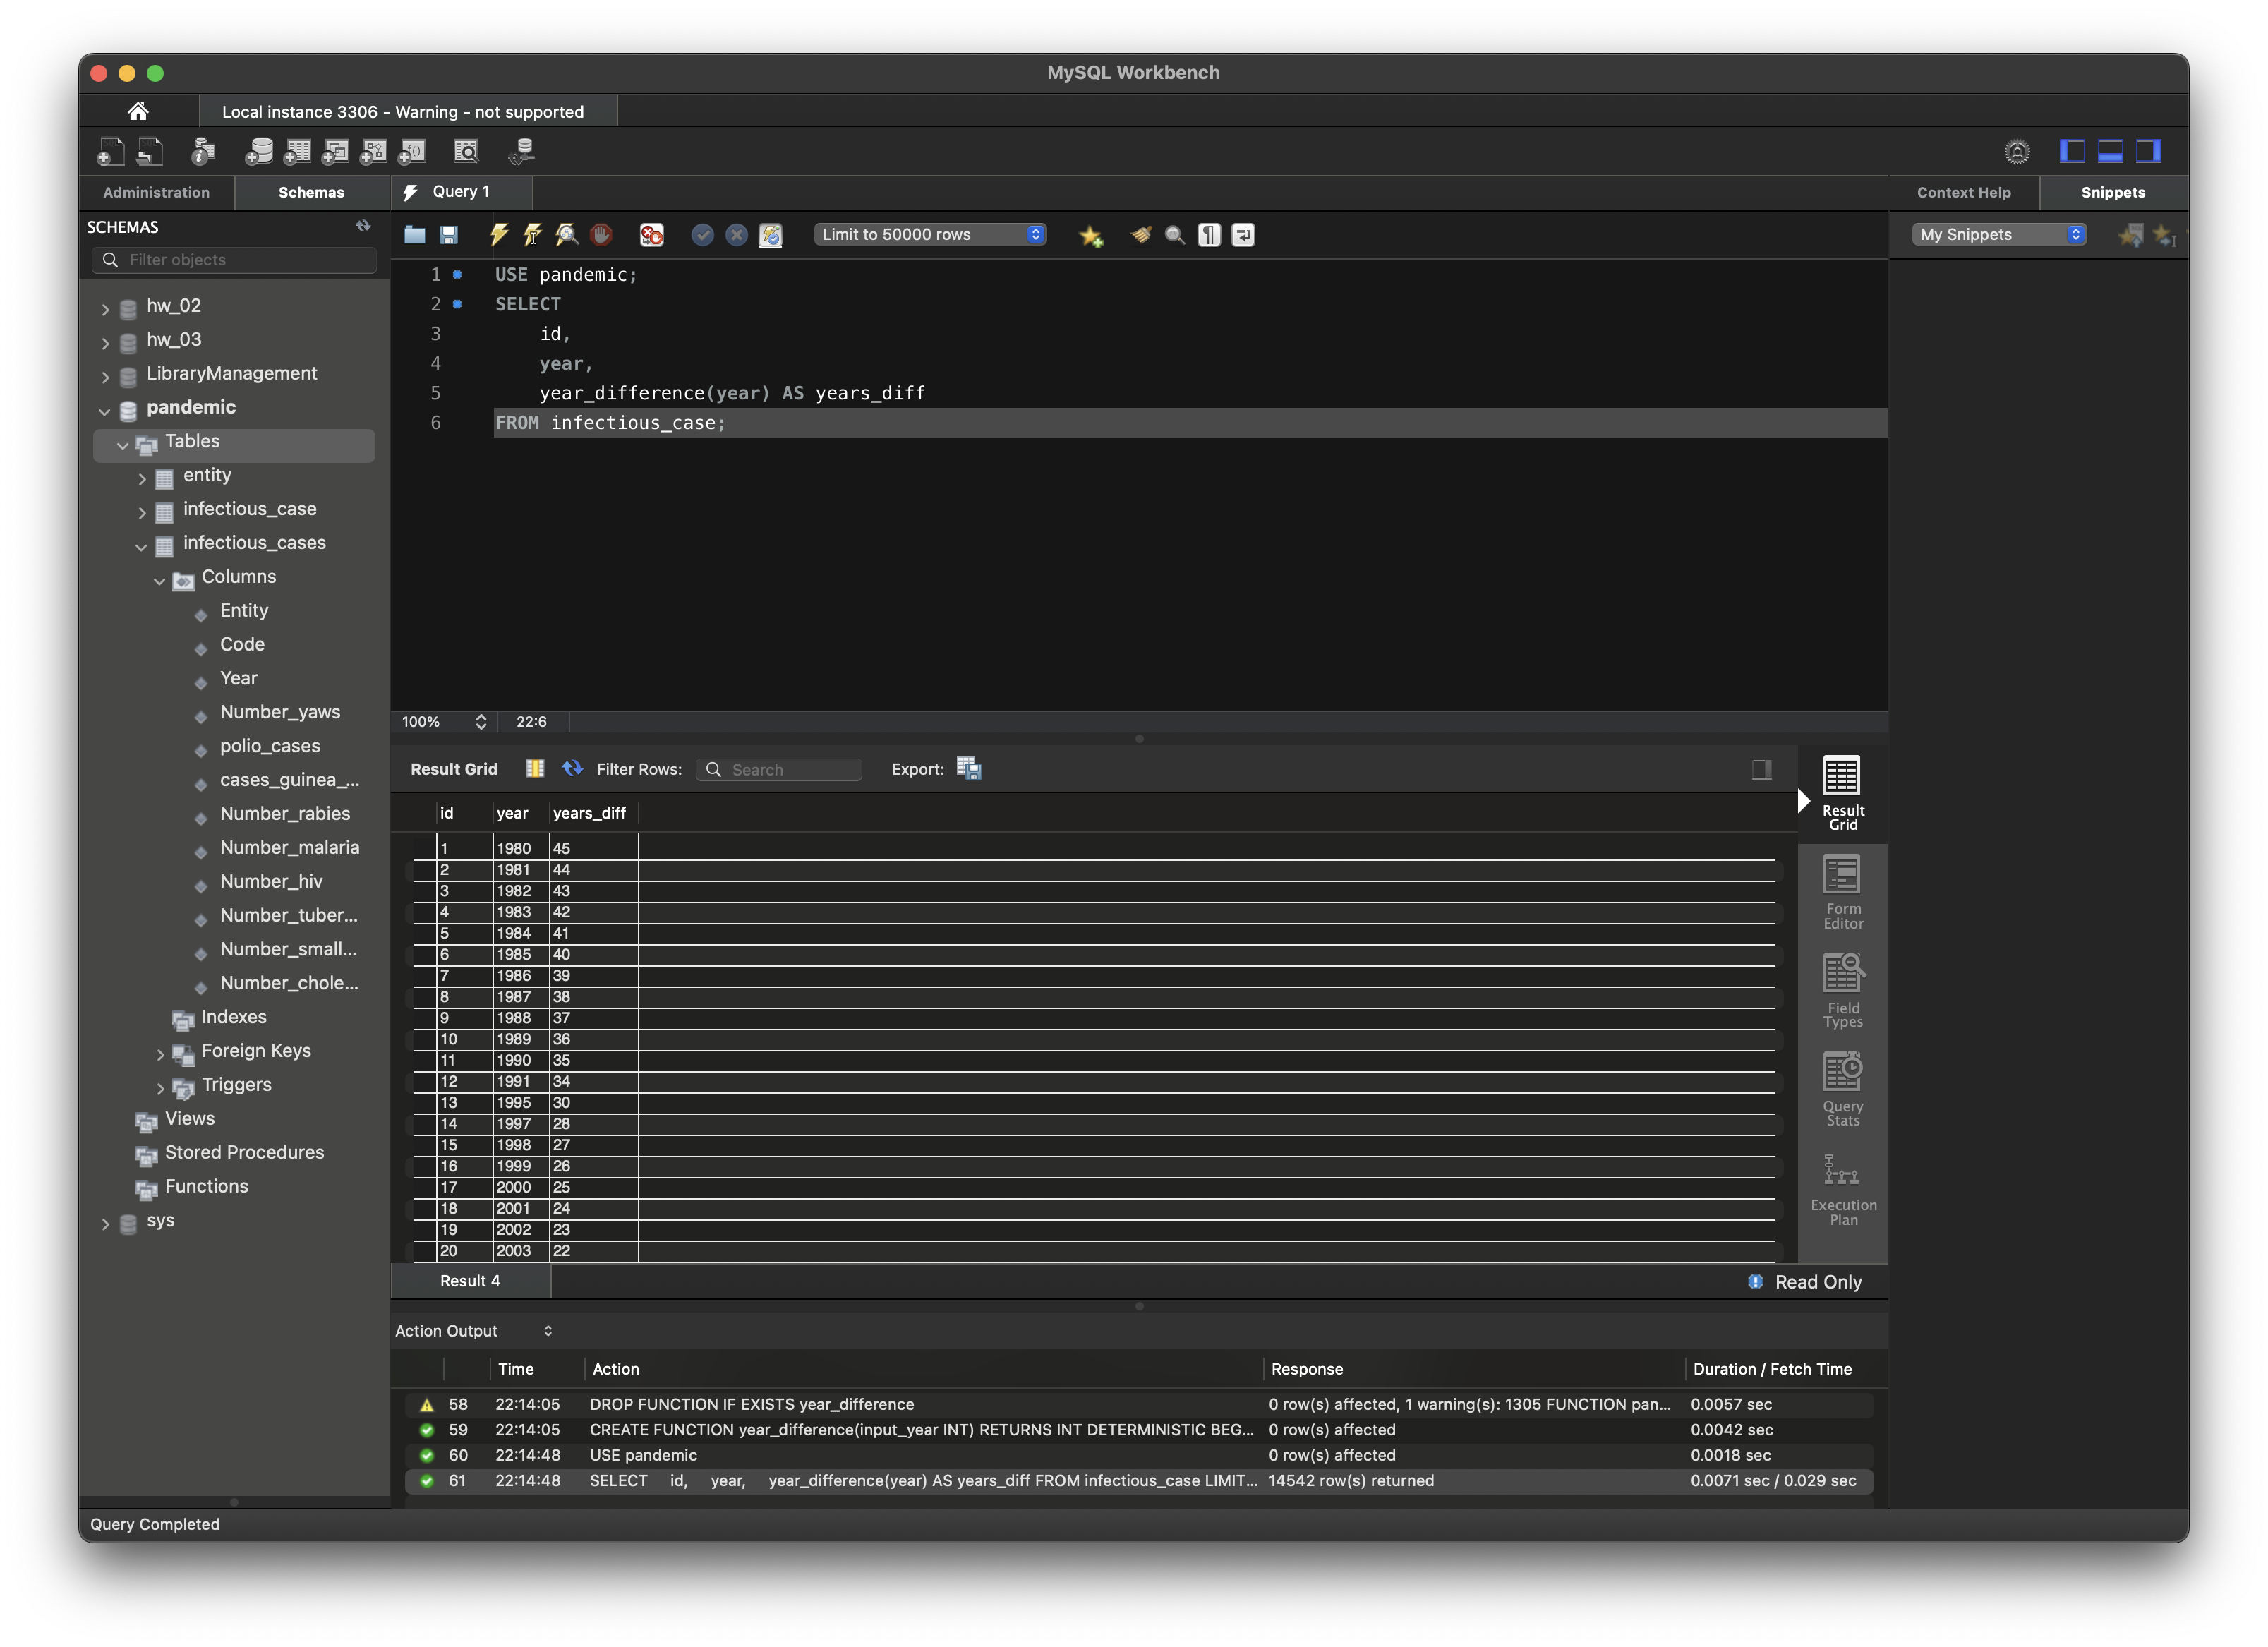 MySQL Workbench
Local instance 3306 - Warning - not supported
Administration
Schemas
Query 1
Context Help
Snippets
SCHEMAS
Filter objects
Limit to 50000 rows
My Snippets
hw_02
hw_03
LibraryManagement
pandemic
Tables
entity
infectious_case
infectious_cases
Columns
Entity
Code
Year
Number_yaws
polio_cases
cases_guinea_...
Number_rabies
Number_malaria
Number_hiv
Number_tuber...
Number_small...
Number_chole...
Indexes
Foreign Keys
Triggers
Views
Stored Procedures
Functions
sys
1 USE pandemic;
2 SELECT
3 id,
4 year,
5 year_difference(year) AS years_diff
6 FROM infectious_case;
100% 22:6
Result Grid Filter Rows: Search Export:
id year years_diff
1 1980 45
2 1981 44
3 1982 43
4 1983 42
5 1984 41
6 1985 40
7 1986 39
8 1987 38
9 1988 37
10 1989 36
11 1990 35
12 1991 34
13 1995 30
14 1997 28
15 1998 27
16 1999 26
17 2000 25
18 2001 24
19 2002 23
20 2003 22
Result
Grid
Form
Editor
Field
Types
Query
Stats
Execution
Plan
Result 4
Read Only
Action Output
Time Action Response Duration / Fetch Time
58 22:14:05 DROP FUNCTION IF EXISTS year_difference 0 row(s) affected, 1 warning(s): 1305 FUNCTION pan... 0.0057 sec
59 22:14:05 CREATE FUNCTION year_difference(input_year INT) RETURNS INT DETERMINISTIC BEG... 0 row(s) affected 0.0042 sec
60 22:14:48 USE pandemic 0 row(s) affected 0.0018 sec
61 22:14:48 SELECT id, year, year_difference(year) AS years_diff FROM infectious_case LIMIT... 14542 row(s) returned 0.0071 sec / 0.029 sec
Query Completed